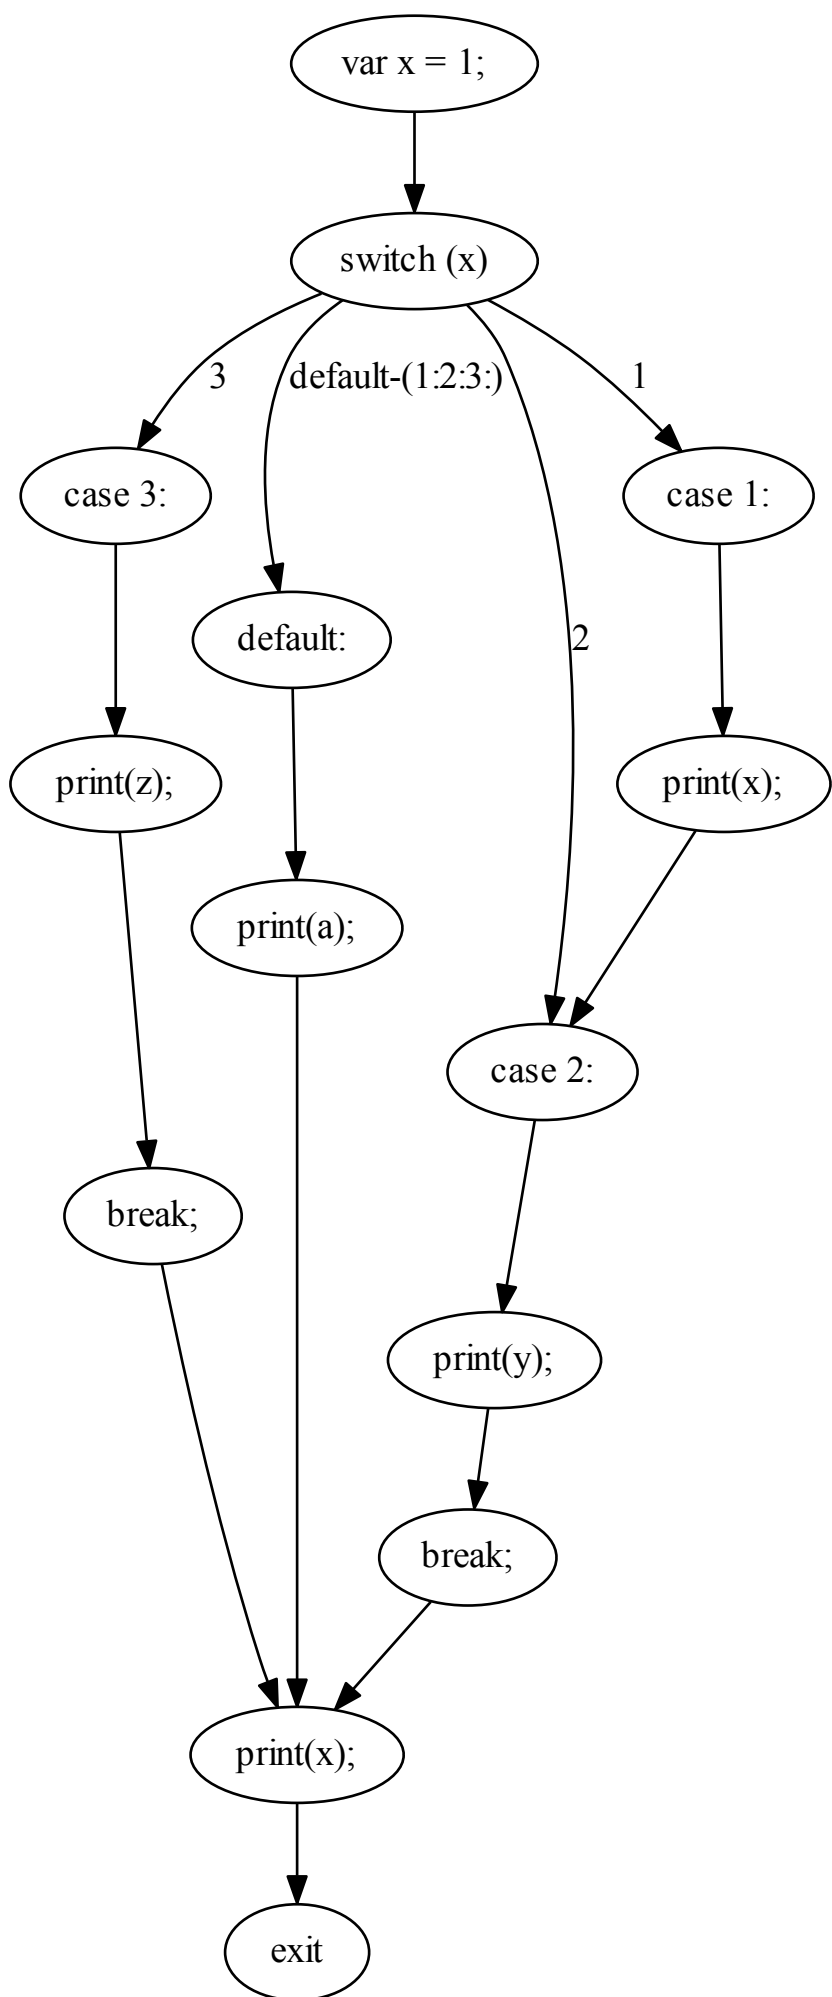 var x = 1;
switch (x)
3
default-(1:2:3:)
1
case 3:
case 1:
default:
2
print(z);
print(x);
print(a);
case 2:
break;
print(y);
break;
print(x);
exit